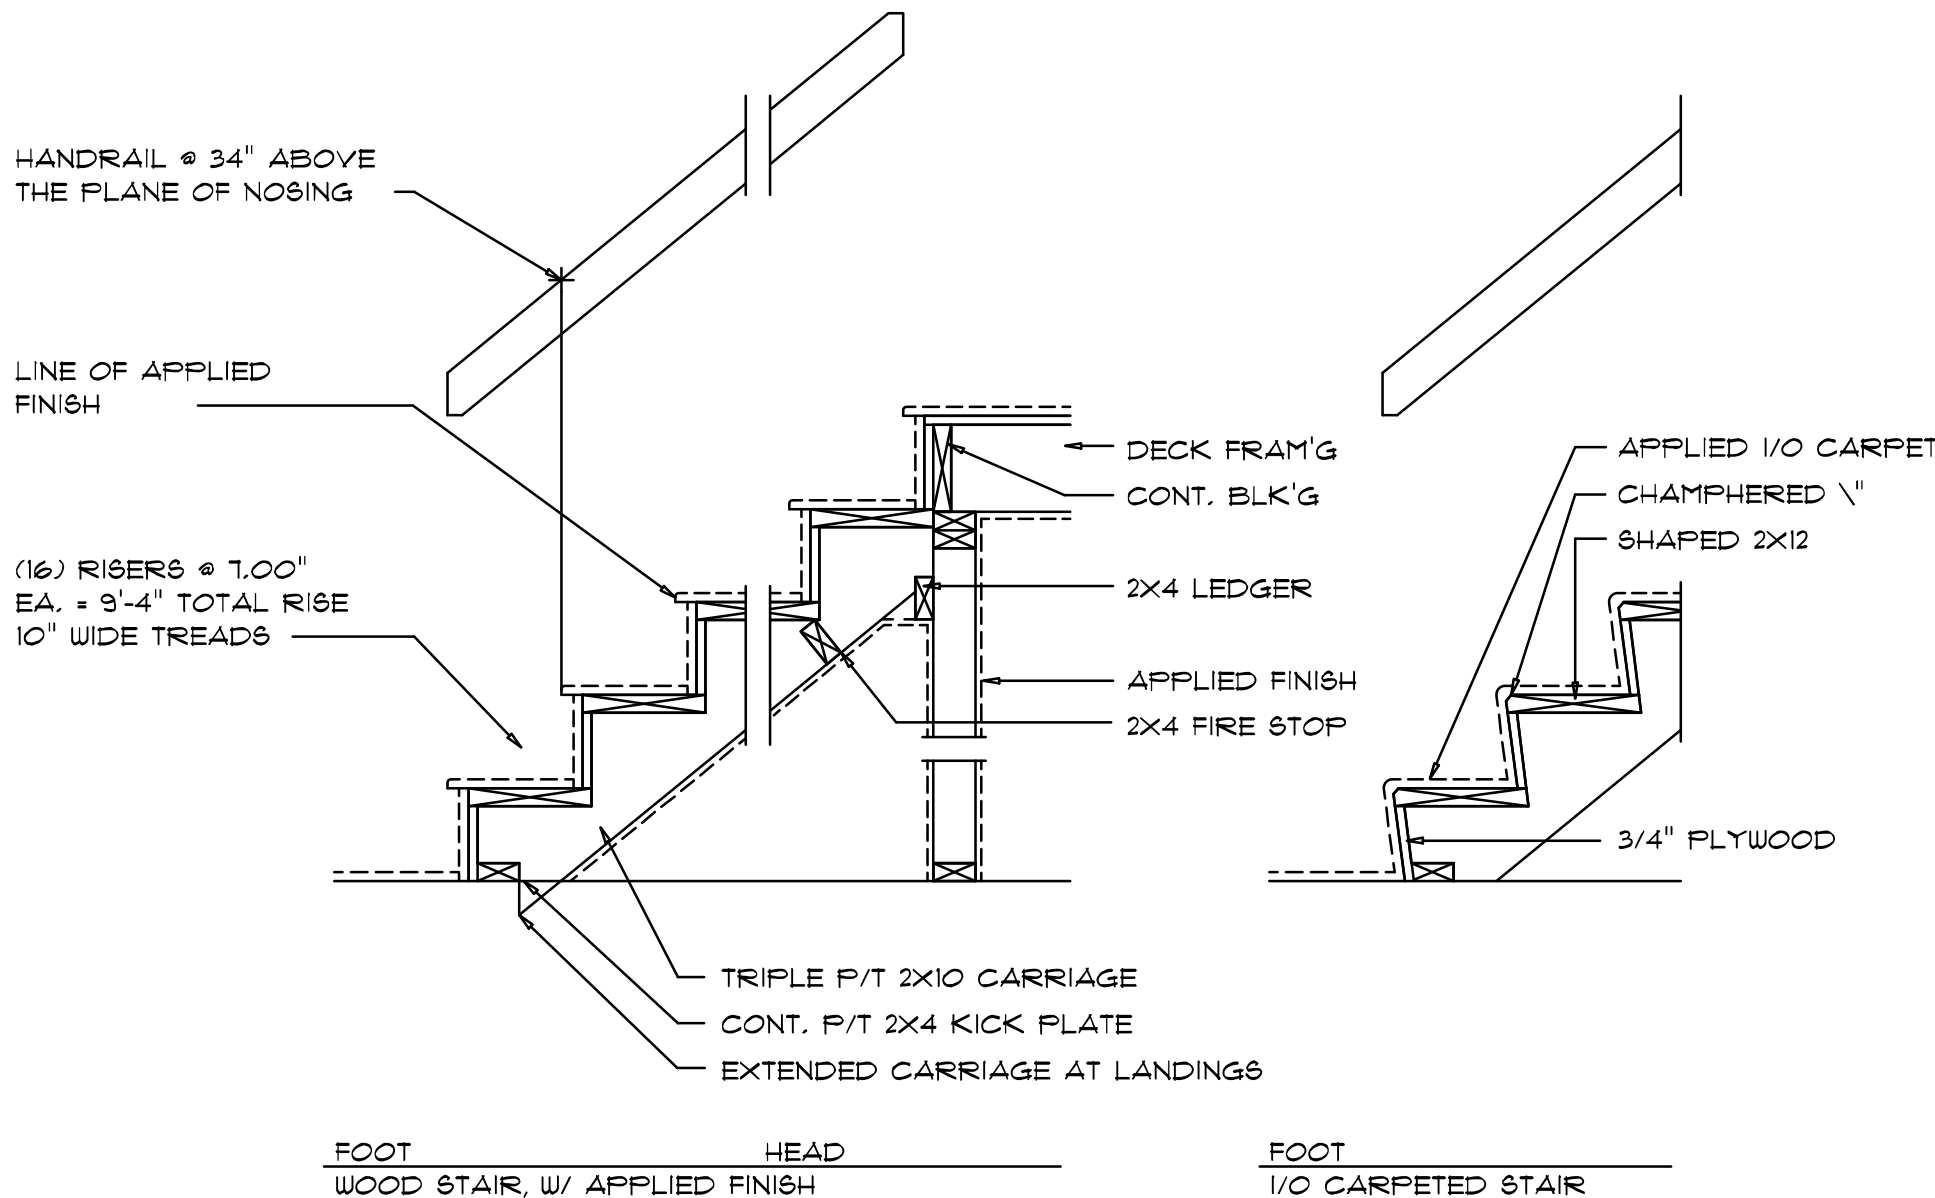 HANDRAIL @ 34" ABOVE
THE PLANE OF NOSING
LINE OF APPLIED
FINISH
(16) RISERS @ 7.00"
EA. = 9'-4" TOTAL RISE
10" WIDE TREADS
DECK FRAM'G
CONT. BLK'G
2X4 LEDGER
APPLIED FINISH
2X4 FIRE STOP
TRIPLE P/T 2X10 CARRIAGE
CONT. P/T 2X4 KICK PLATE
EXTENDED CARRIAGE AT LANDINGS
APPLIED I/O CARPET
CHAMPHERED \"
SHAPED 2X12
3/4" PLYWOOD
FOOT HEAD
WOOD STAIR, W/ APPLIED FINISH
FOOT
I/O CARPETED STAIR